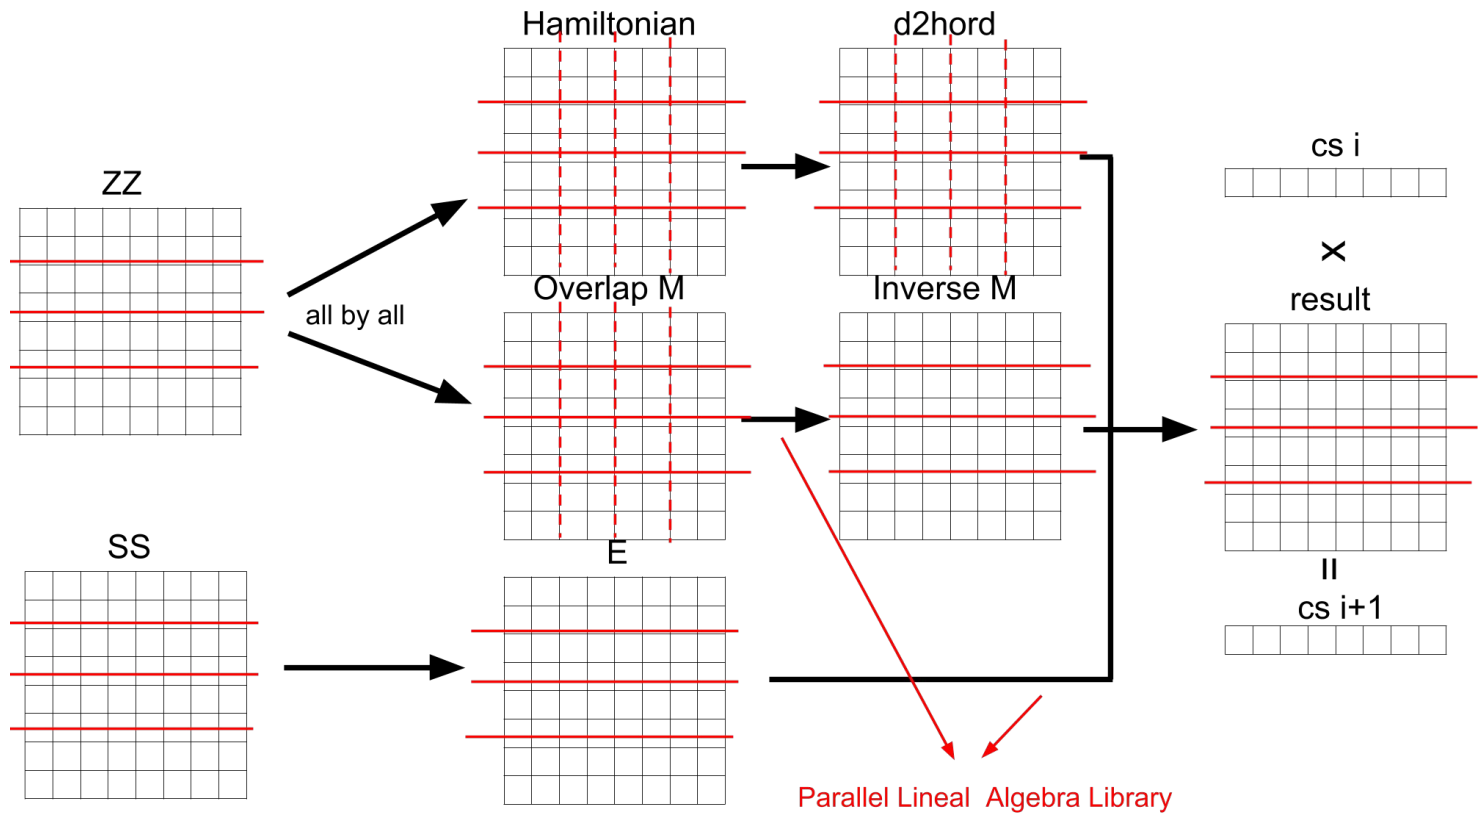 Hamiltonian
d2hord
cs i
ZZ
x
all by all
Overlap M
Inverse M
result
SS
E
=
cs i+1
Parallel Lineal Algebra Library